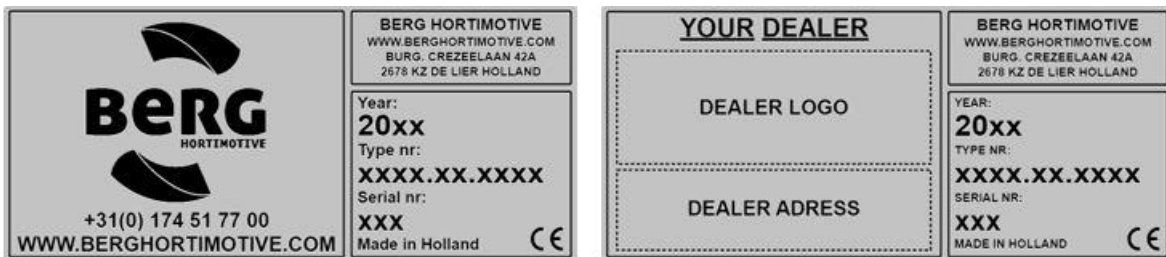 BERG
HORTIMOTIVE
+31(0) 174 51 77 00
WWW.BERGHORTIMOTIVE.COM
BERG HORTIMOTIVE
WWW.BERGHORTIMOTIVE.COM
BURG. CREZEELAAN 42A
2678 KZ DE LIER HOLLAND
Year:
20xx
Type nr:
xxxx.xx.xxxx
Serial nr:
xxx
Made in Holland CE
YOUR DEALER
DEALER LOGO
DEALER ADRESS
BERG HORTIMOTIVE
WWW.BERGHORTIMOTIVE.COM
BURG. CREZEELAAN 42A
2678 KZ DE LIER HOLLAND
YEAR:
20xx
TYPE NR:
xxxx.xx.xxxx
SERIAL NR:
xxx
MADE IN HOLLAND CE